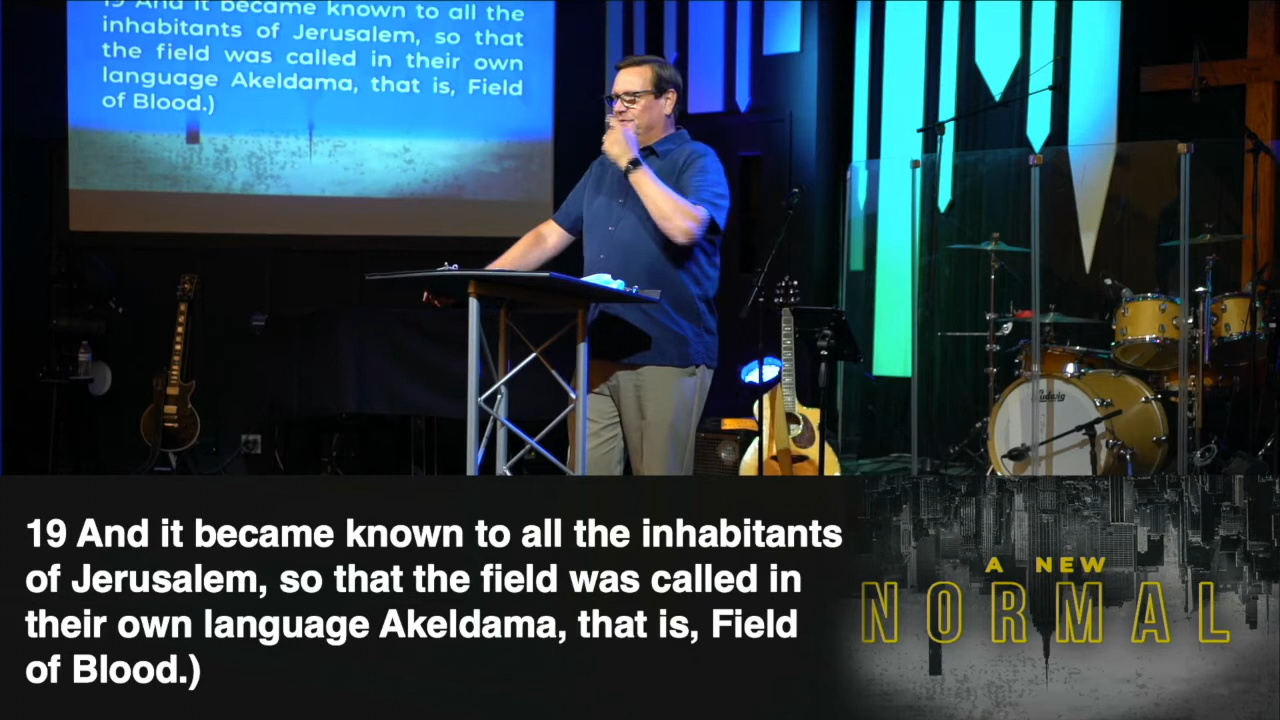 19 And it became known to all the
inhabitants of Jerusalem, so that
the field was called in their own
language Akeldama, that is, Field
of Blood.)
Ludwig
19 And it became known to all the inhabitants
of Jerusalem, so that the field was called in
their own language Akeldama, that is, Field
of Blood.)
A NEW
NORMAL